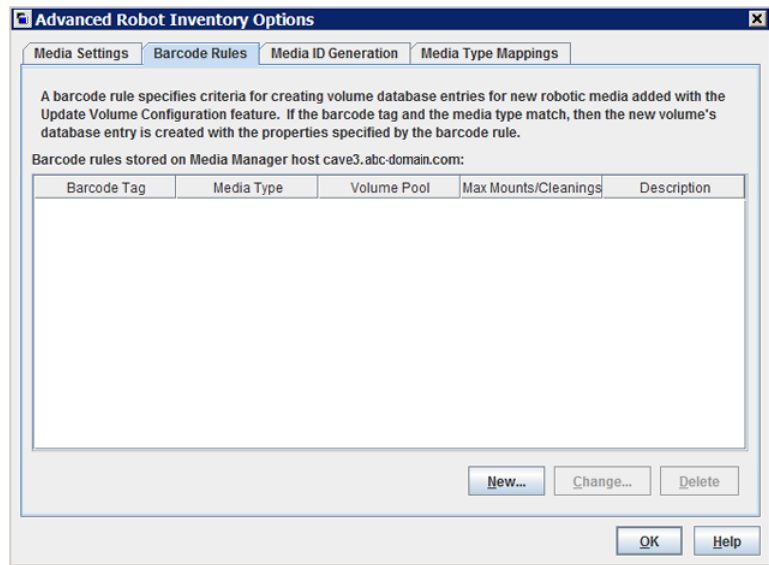 Advanced Robot Inventory Options
Media Settings Barcode Rules Media ID Generation Media Type Mappings
A barcode rule specifies criteria for creating volume database entries for new robotic media added with the
Update Volume Configuration feature. If the barcode tag and the media type match, then the new volume's
database entry is created with the properties specified by the barcode rule.
Barcode rules stored on Media Manager host cave3.abc-domain.com:
Barcode Tag Media Type Volume Pool Max Mounts/Cleanings Description
New... Change... Delete
OK Help